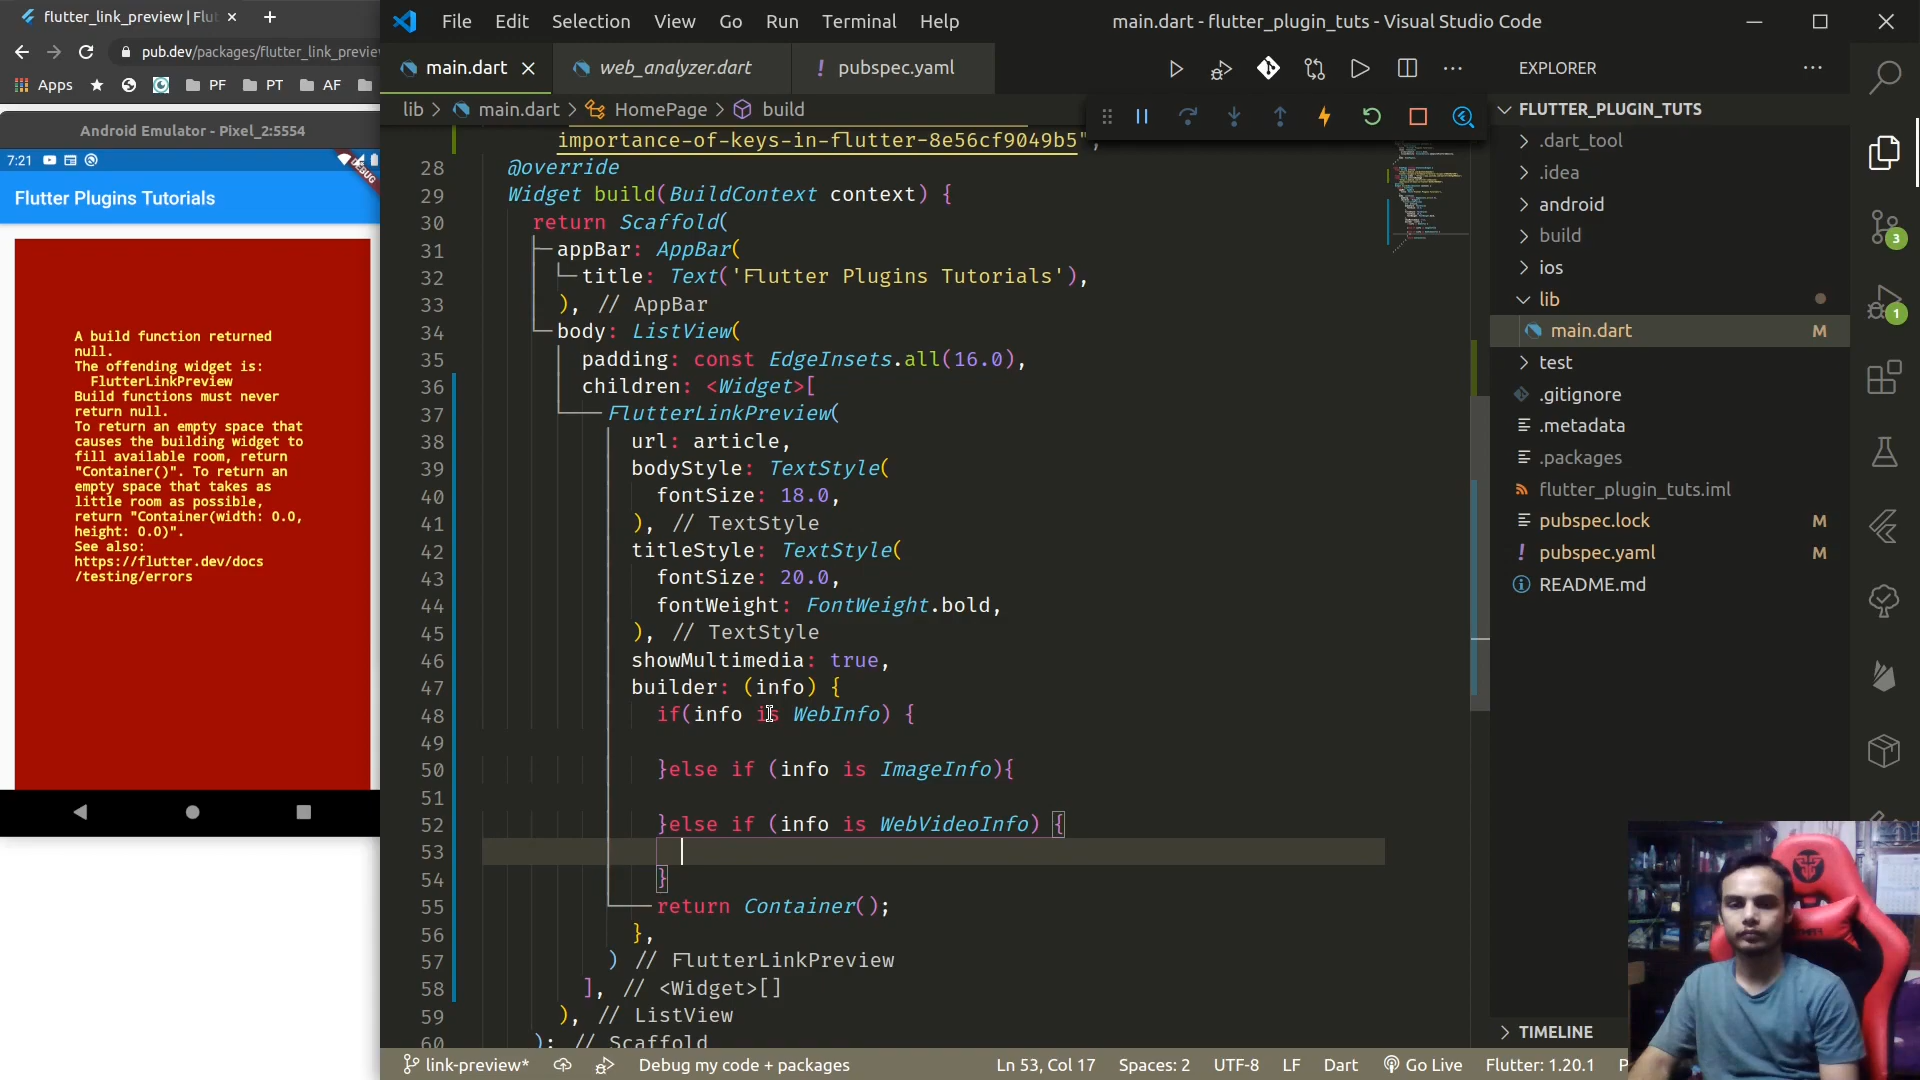 flutter_link_preview | Flu
pub.dev/packages/flutter_link_preview
Apps
PF
PT
AF
Android Emulator - Pixel_2:5554
7:21
DEBUG
Flutter Plugins Tutorials
A build function returned
null.
The offending widget is:
FlutterLinkPreview
Build functions must never
return null.
To return an empty space that
causes the building widget to
fill available room, return
"Container()". To return an
empty space that takes as
little room as possible,
return "Container(width: 0.0,
height: 0.0)".
See also:
https://flutter.dev/docs
/testing/errors
File Edit Selection View Go Run Terminal Help
main.dart - flutter_plugin_tuts - Visual Studio Code
main.dart
web_analyzer.dart
! pubspec.yaml
lib > main.dart > HomePage > build
importance-of-keys-in-flutter-8e56cf9049b5",
28 @override
29 Widget build(BuildContext context) {
30 return Scaffold(
31 appBar: AppBar(
32 title: Text('Flutter Plugins Tutorials'),
33 ), // AppBar
34 body: ListView(
35 padding: const EdgeInsets.all(16.0),
36 children: <Widget>[
37 FlutterLinkPreview(
38 url: article,
39 bodyStyle: TextStyle(
40 fontSize: 18.0,
41 ), // TextStyle
42 titleStyle: TextStyle(
43 fontSize: 20.0,
44 fontWeight: FontWeight.bold,
45 ), // TextStyle
46 showMultimedia: true,
47 builder: (info) {
48 if(info is WebInfo) {
49
50 }else if (info is ImageInfo){
51
52 }else if (info is WebVideoInfo) {
53
54 }
55 return Container();
56 },
57 ) // FlutterLinkPreview
58 ], // <Widget>[]
59 ), // ListView
60 ); // Scaffold
EXPLORER
FLUTTER_PLUGIN_TUTS
.dart_tool
.idea
android
build
ios
lib
main.dart M
test
.gitignore
.metadata
.packages
flutter_plugin_tuts.iml
pubspec.lock M
! pubspec.yaml M
README.md
TIMELINE
3
1
link-preview*
Debug my code + packages
Ln 53, Col 17
Spaces: 2
UTF-8
LF
Dart
Go Live
Flutter: 1.20.1